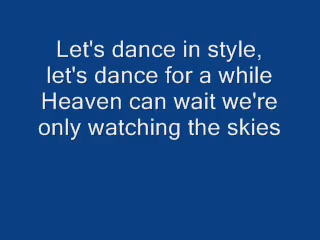 Let's dance in style,
let's dance for a while
Heaven can wait we're
only watching the skies